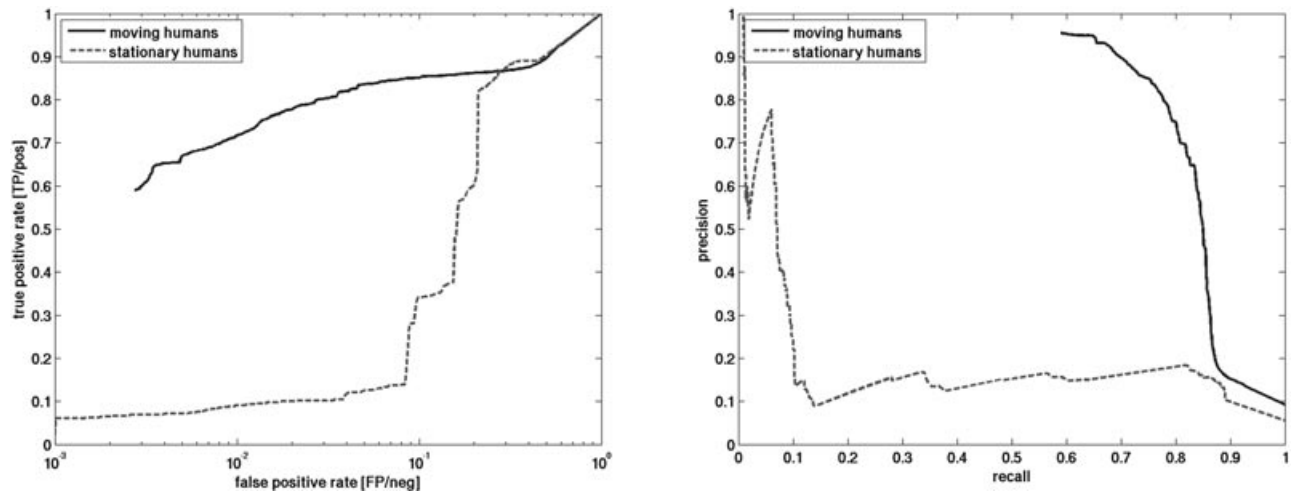 moving humans
stationary humans
true positive rate [TP/pos]
1
0.9
0.8
0.7
0.6
0.5
0.4
0.3
0.2
0.1
0
10⁻³ 10⁻² 10⁻¹ 10⁰
false positive rate [FP/neg]
moving humans
stationary humans
precision
1
0.9
0.8
0.7
0.6
0.5
0.4
0.3
0.2
0.1
0
0 0.1 0.2 0.3 0.4 0.5 0.6 0.7 0.8 0.9 1
recall